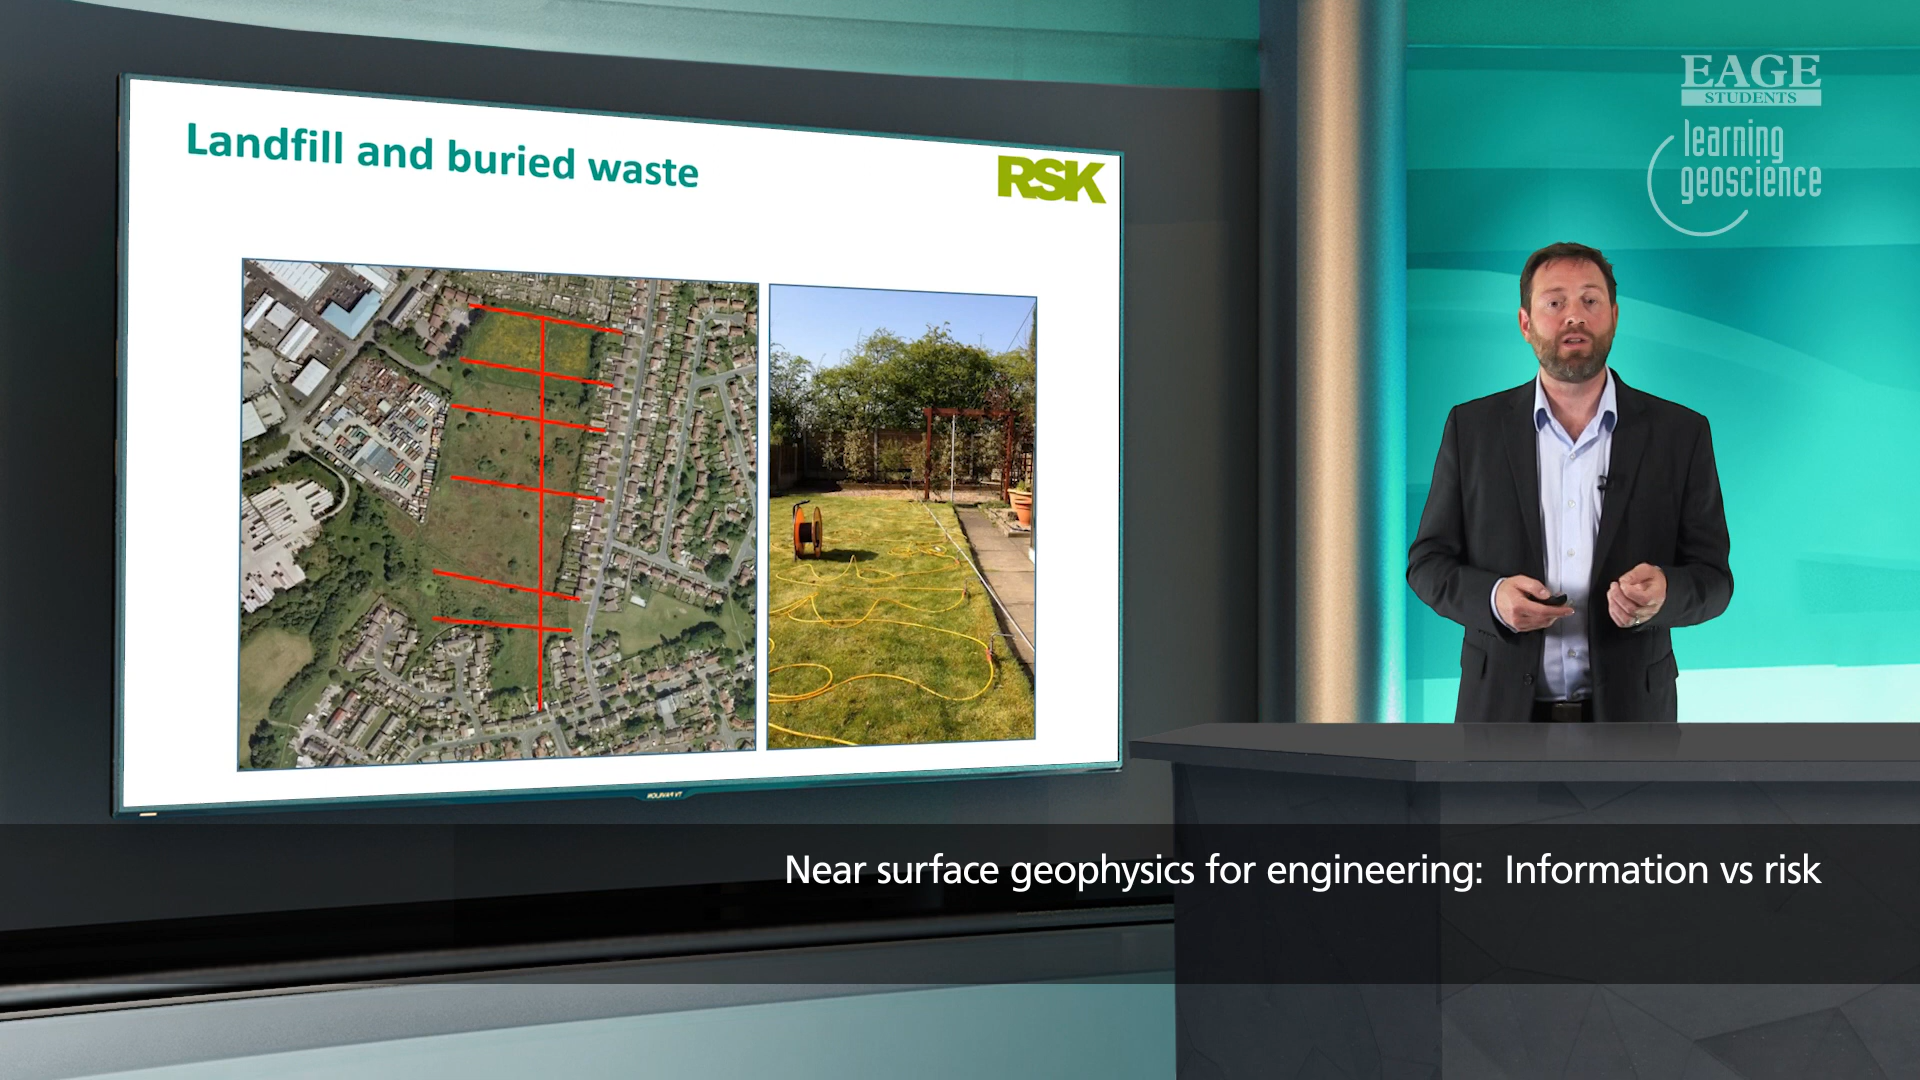 Landfill and buried waste
RSK
EAGE
STUDENTS
learning
geoscience
Near surface geophysics for engineering: Information vs risk